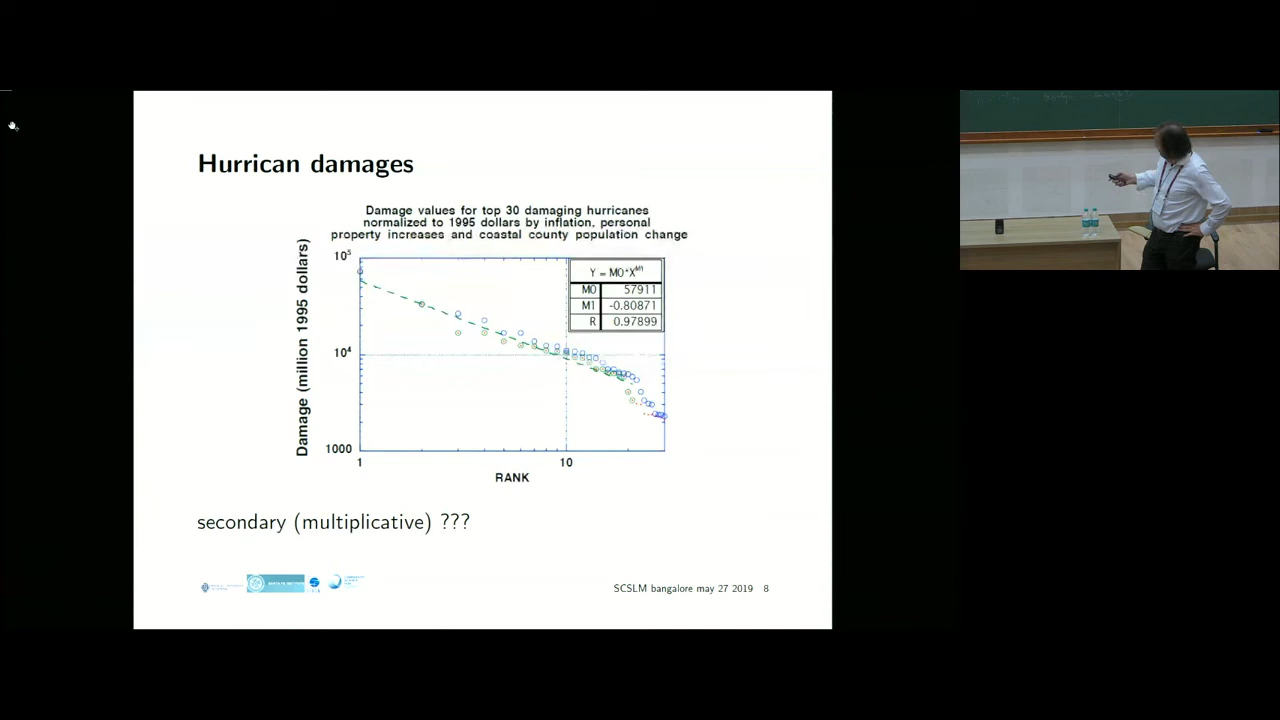 Hurrican damages
Damage values for top 30 damaging hurricanes
normalized to 1995 dollars by inflation, personal
property increases and coastal county population change
Damage (million 1995 dollars)
10⁵
10⁴
1000
Y = M0*X^M1
M0 57911
M1 -0.80871
R 0.97899
1
10
RANK
secondary (multiplicative) ???
SCSLM bangalore may 27 2019 8